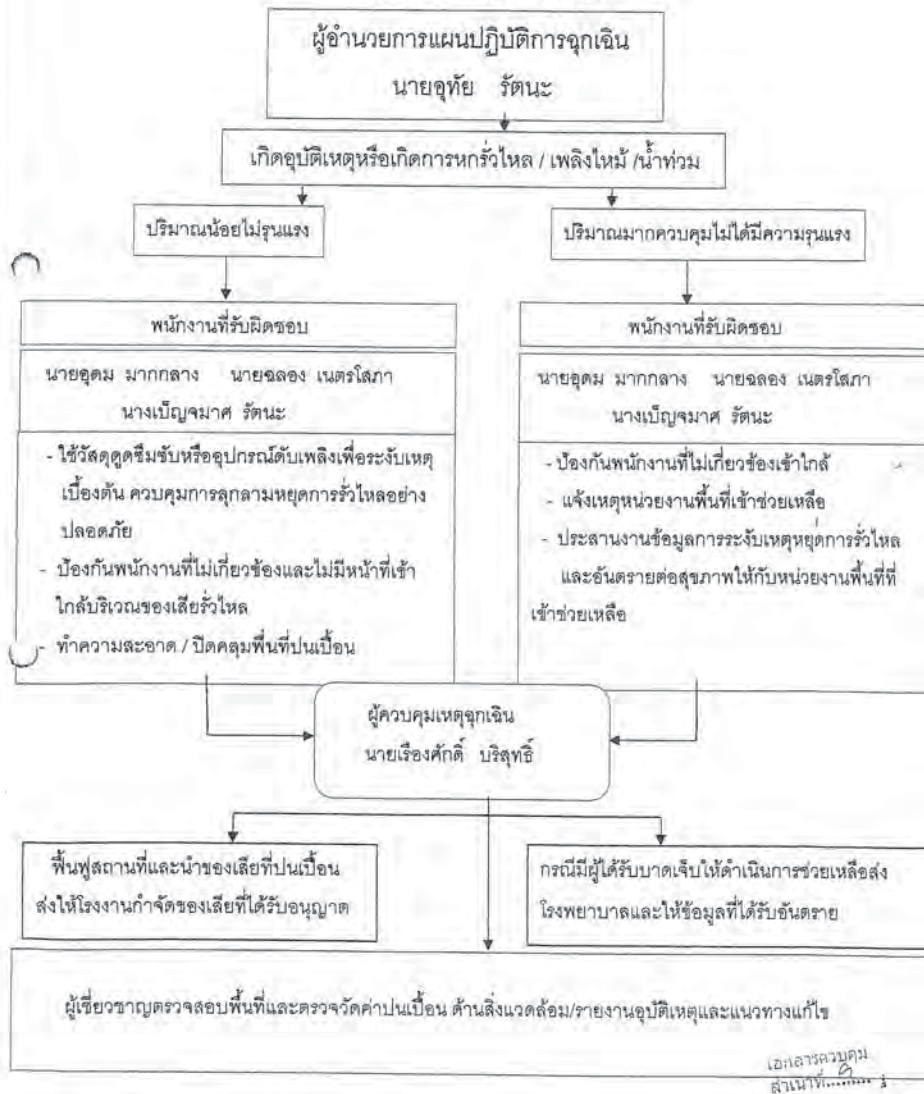 ผู้อำนวยการแผนปฏิบัติการฉุกเฉิน
นายอุทัย รัตนะ
เกิดอุบัติเหตุหรือเกิดการหกรั่วไหล / เพลิงไหม้ /น้ำท่วม
ปริมาณน้อยไม่รุนแรง
ปริมาณมากควบคุมไม่ได้มีความรุนแรง
พนักงานที่รับผิดชอบ
นายอุดม มากกลาง นายฉลอง เนตรโสภา
นางเบ็ญจมาศ รัตนะ
- ใช้วัสดุดูดซึมซับหรืออุปกรณ์ดับเพลิงเพื่อระงับเหตุ
เบื้องต้น ควบคุมการลุกลามหยุดการรั่วไหลอย่าง
ปลอดภัย
- ป้องกันพนักงานที่ไม่เกี่ยวข้องและไม่มีหน้าที่เข้า
ใกล้บริเวณของเสียรั่วไหล
- ทำความสะอาด / ปิดคลุมพื้นที่ปนเปื้อน
พนักงานที่รับผิดชอบ
นายอุดม มากกลาง นายฉลอง เนตรโสภา
นางเบ็ญจมาศ รัตนะ
- ป้องกันพนักงานที่ไม่เกี่ยวข้องเข้าใกล้
- แจ้งเหตุหน่วยงานพื้นที่เข้าช่วยเหลือ
- ประสานงานข้อมูลการระงับเหตุหยุดการรั่วไหล
และอันตรายต่อสุขภาพให้กับหน่วยงานพื้นที่ที่
เข้าช่วยเหลือ
ผู้ควบคุมเหตุฉุกเฉิน
นายเรืองศักดิ์ บริสุทธิ์
ฟื้นฟูสถานที่และนำของเสียที่ปนเปื้อน
ส่งให้โรงงานกำจัดของเสียที่ได้รับอนุญาต
กรณีมีผู้ได้รับบาดเจ็บให้ดำเนินการช่วยเหลือส่ง
โรงพยาบาลและให้ข้อมูลที่ได้รับอันตราย
ผู้เชี่ยวชาญตรวจสอบพื้นที่และตรวจวัดค่าปนเปื้อน ด้านสิ่งแวดล้อม/รายงานอุบัติเหตุและแนวทางแก้ไข
เอกสารควบคุม
สำเนาที่.........